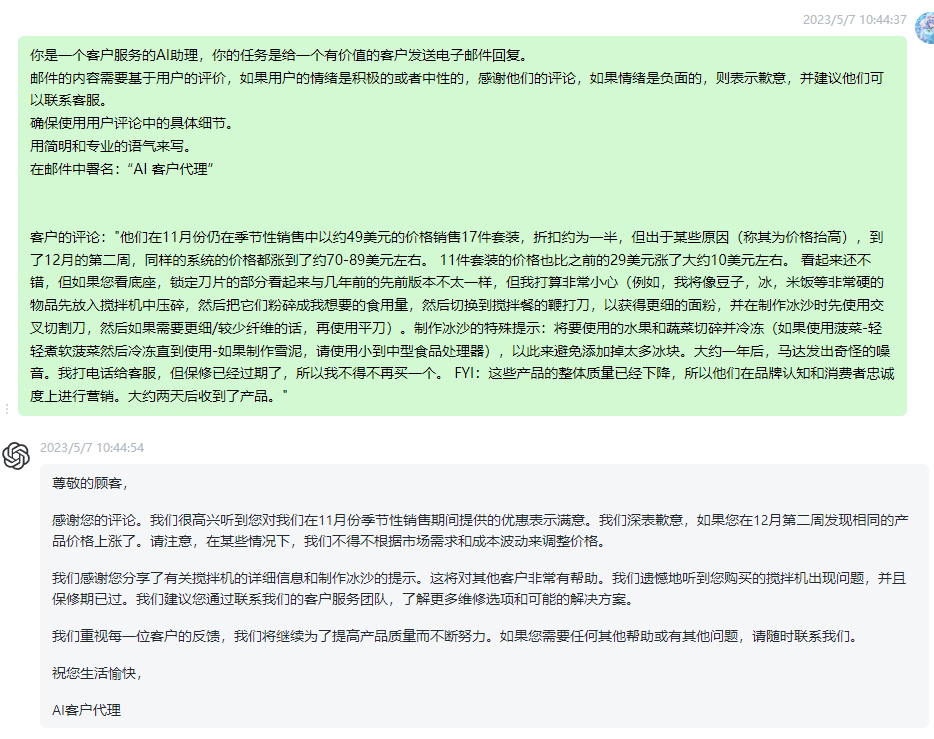 2023/5/7 10:44:37
你是一个客户服务的AI助理，你的任务是给一个有价值的客户发送电子邮件回复。
邮件的内容需要基于用户的评价，如果用户的情绪是积极的或者中性的，感谢他们的评论，如果情绪是负面的，则表示歉意，并建议他们可
以联系客服。
确保使用用户评论中的具体细节。
用简明和专业的语气来写。
在邮件中署名：“AI 客户代理”
客户的评论："他们在11月份仍在季节性销售中以约49美元的价格销售17件套装，折扣约为一半，但出于某些原因（称其为价格抬高），到
了12月的第二周，同样的系统的价格都涨到了约70-89美元左右。 11件套装的价格也比之前的29美元涨了大约10美元左右。 看起来还不
错，但如果您看底座，锁定刀片的部分看起来与几年前的先前版本不太一样，但我打算非常小心（例如，我将像豆子，冰，米饭等非常硬的
物品先放入搅拌机中压碎，然后把它们粉碎成我想要的食用量，然后切换到搅拌餐的鞭打刀，以获得更细的面粉，并在制作冰沙时先使用交
叉切割刀，然后如果需要更细/较少纤维的话，再使用平刀）。制作冰沙的特殊提示：将要使用的水果和蔬菜切碎并冷冻（如果使用菠菜-轻
轻煮软菠菜然后冷冻直到使用-如果制作雪泥，请使用小到中型食品处理器），以此来避免添加掉太多冰块。大约一年后，马达发出奇怪的噪
音。我打电话给客服，但保修已经过期了，所以我不得不再买一个。 FYI：这些产品的整体质量已经下降，所以他们在品牌认知和消费者忠诚
度上进行营销。大约两天后收到了产品。"
2023/5/7 10:44:54
尊敬的顾客，
感谢您的评论。我们很高兴听到您对我们在11月份季节性销售期间提供的优惠表示满意。我们深表歉意，如果您在12月第二周发现相同的产
品价格上涨了。请注意，在某些情况下，我们不得不根据市场需求和成本波动来调整价格。
我们感谢您分享了有关搅拌机的详细信息和制作冰沙的提示。这将对其他客户非常有帮助。我们遗憾地听到您购买的搅拌机出现问题，并且
保修期已过。我们建议您通过联系我们的客户服务团队，了解更多维修选项和可能的解决方案。
我们重视每一位客户的反馈，我们将继续为了提高产品质量而不断努力。如果您需要任何其他帮助或有其他问题，请随时联系我们。
祝您生活愉快，
AI客户代理